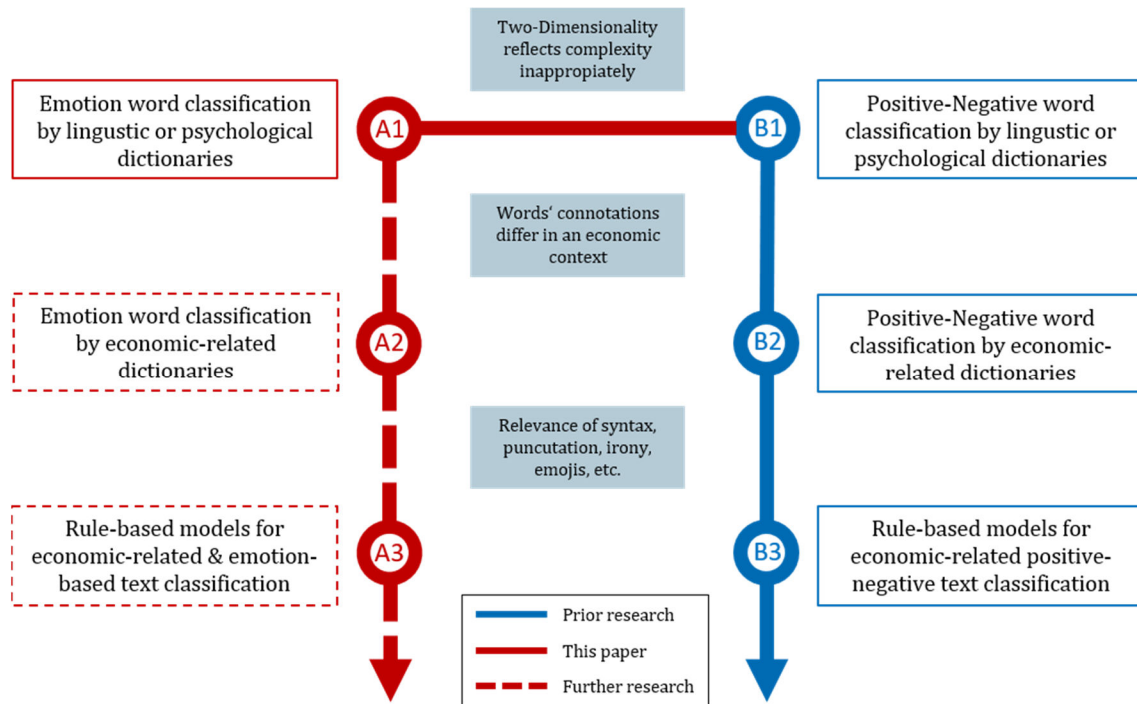 Two-Dimensionality
reflects complexity
inappropiately
Emotion word classification
by lingustic or psychological
dictionaries
A1
B1
Positive-Negative word
classification by lingustic or
psychological dictionaries
Words‘ connotations
differ in an economic
context
Emotion word classification
by economic-related
dictionaries
A2
B2
Positive-Negative word
classification by economic-
related dictionaries
Relevance of syntax,
puncutation, irony,
emojis, etc.
Rule-based models for
economic-related & emotion-
based text classification
A3
B3
Rule-based models for
economic-related positive-
negative text classification
Prior research
This paper
Further research